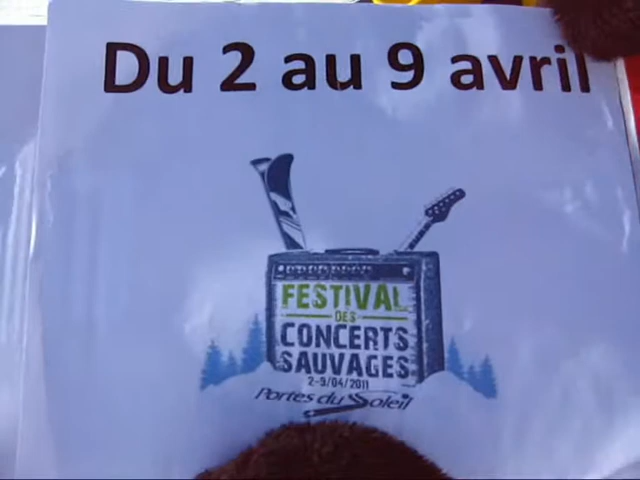 Du 2 au 9 avril
FESTIVAL
DES
CONCERTS
SAUVAGES
2-9/04/2011
Portes du Soleil